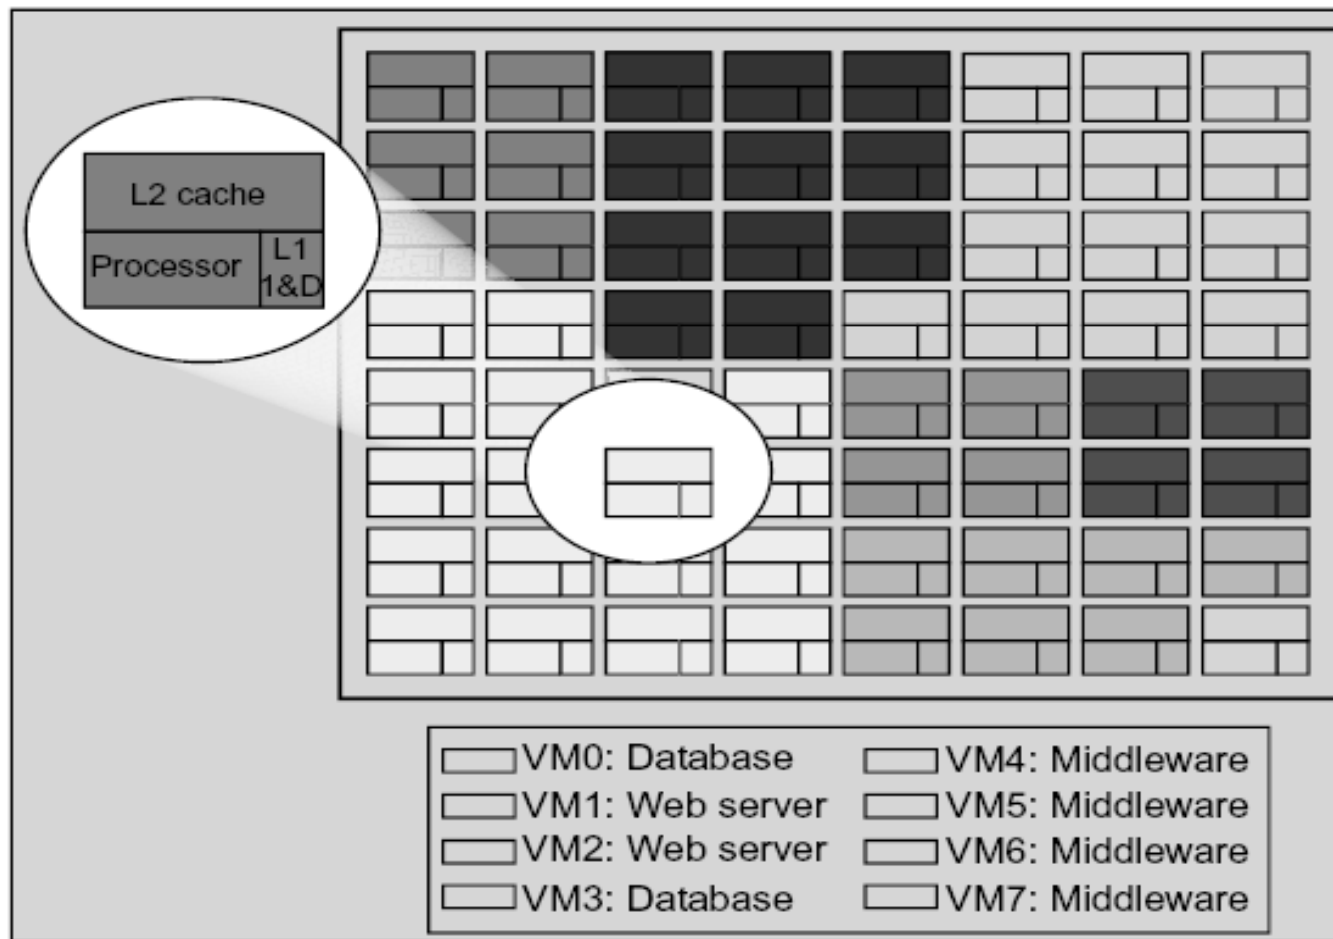 L2 cache
Processor
L1
1&D
VM0: Database
VM1: Web server
VM2: Web server
VM3: Database
VM4: Middleware
VM5: Middleware
VM6: Middleware
VM7: Middleware